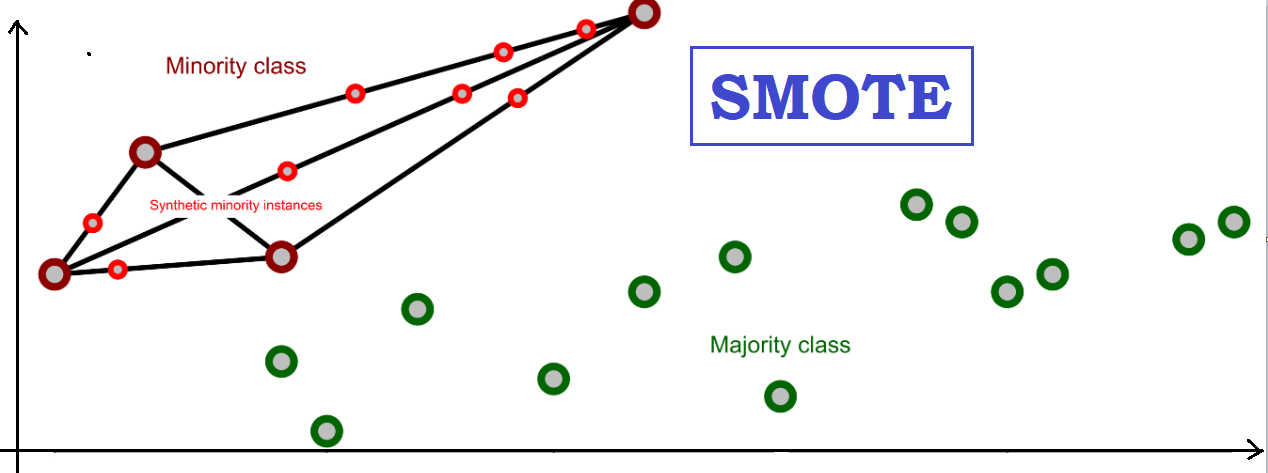 Minority class
SMOTE
Synthetic minority instances
Majority class